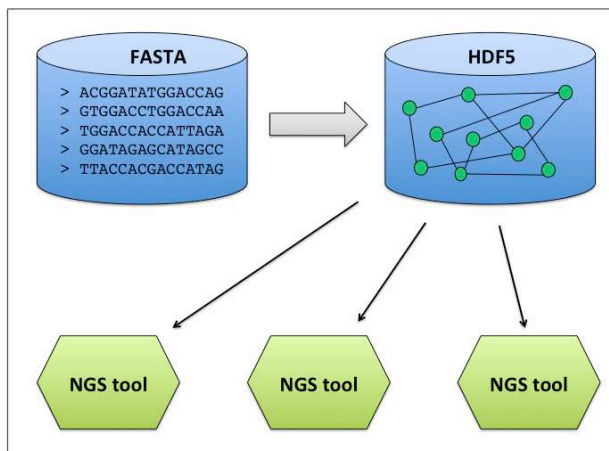 FASTA
> ACGGATATGGACCAG
> GTGGACCTGGACCAA
> TGGACCACCATTAGA
> GGATAGAGCATAGCC
> TTACCACGACCATAG
HDF5
NGS tool
NGS tool
NGS tool